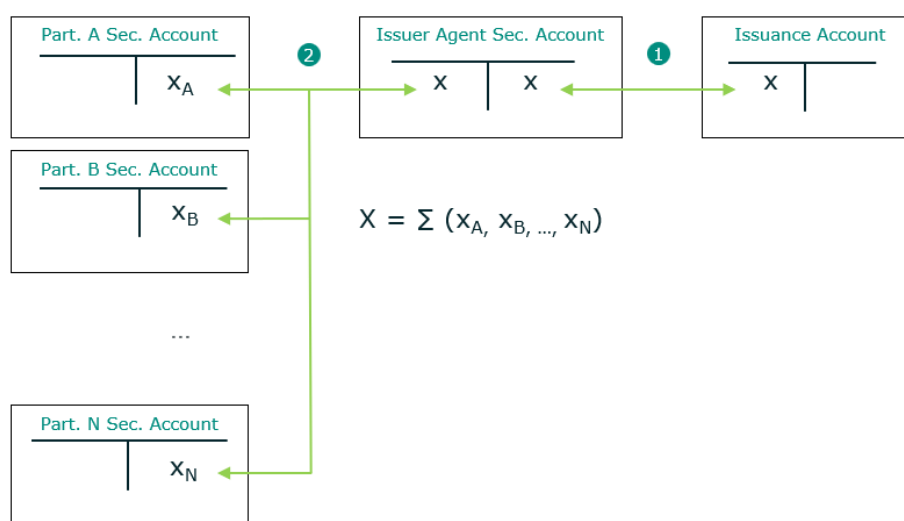 Part. A Sec. Account
2
Issuer Agent Sec. Account
1
Issuance Account
x_A
x
x
x
Part. B Sec. Account
x_B
X = Σ (x_A, x_B, ..., x_N)
...
Part. N Sec. Account
x_N